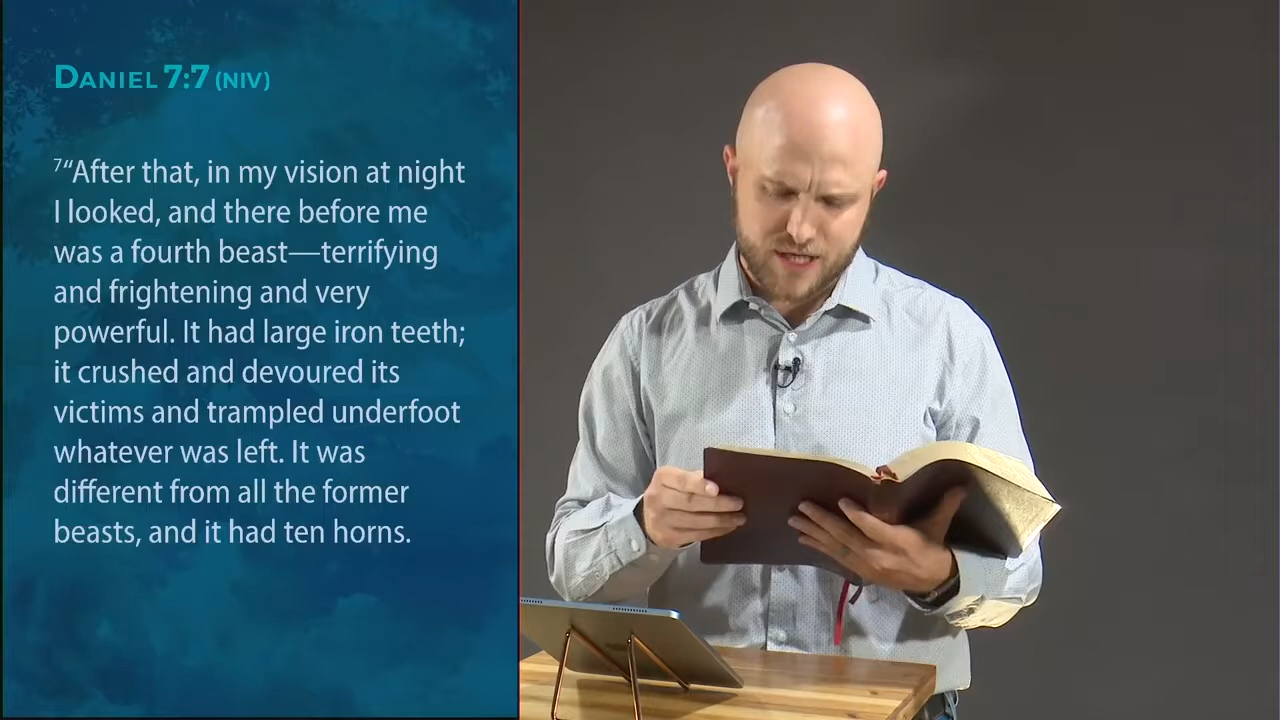 DANIEL 7:7 (NIV)
7“After that, in my vision at night
I looked, and there before me
was a fourth beast—terrifying
and frightening and very
powerful. It had large iron teeth;
it crushed and devoured its
victims and trampled underfoot
whatever was left. It was
different from all the former
beasts, and it had ten horns.